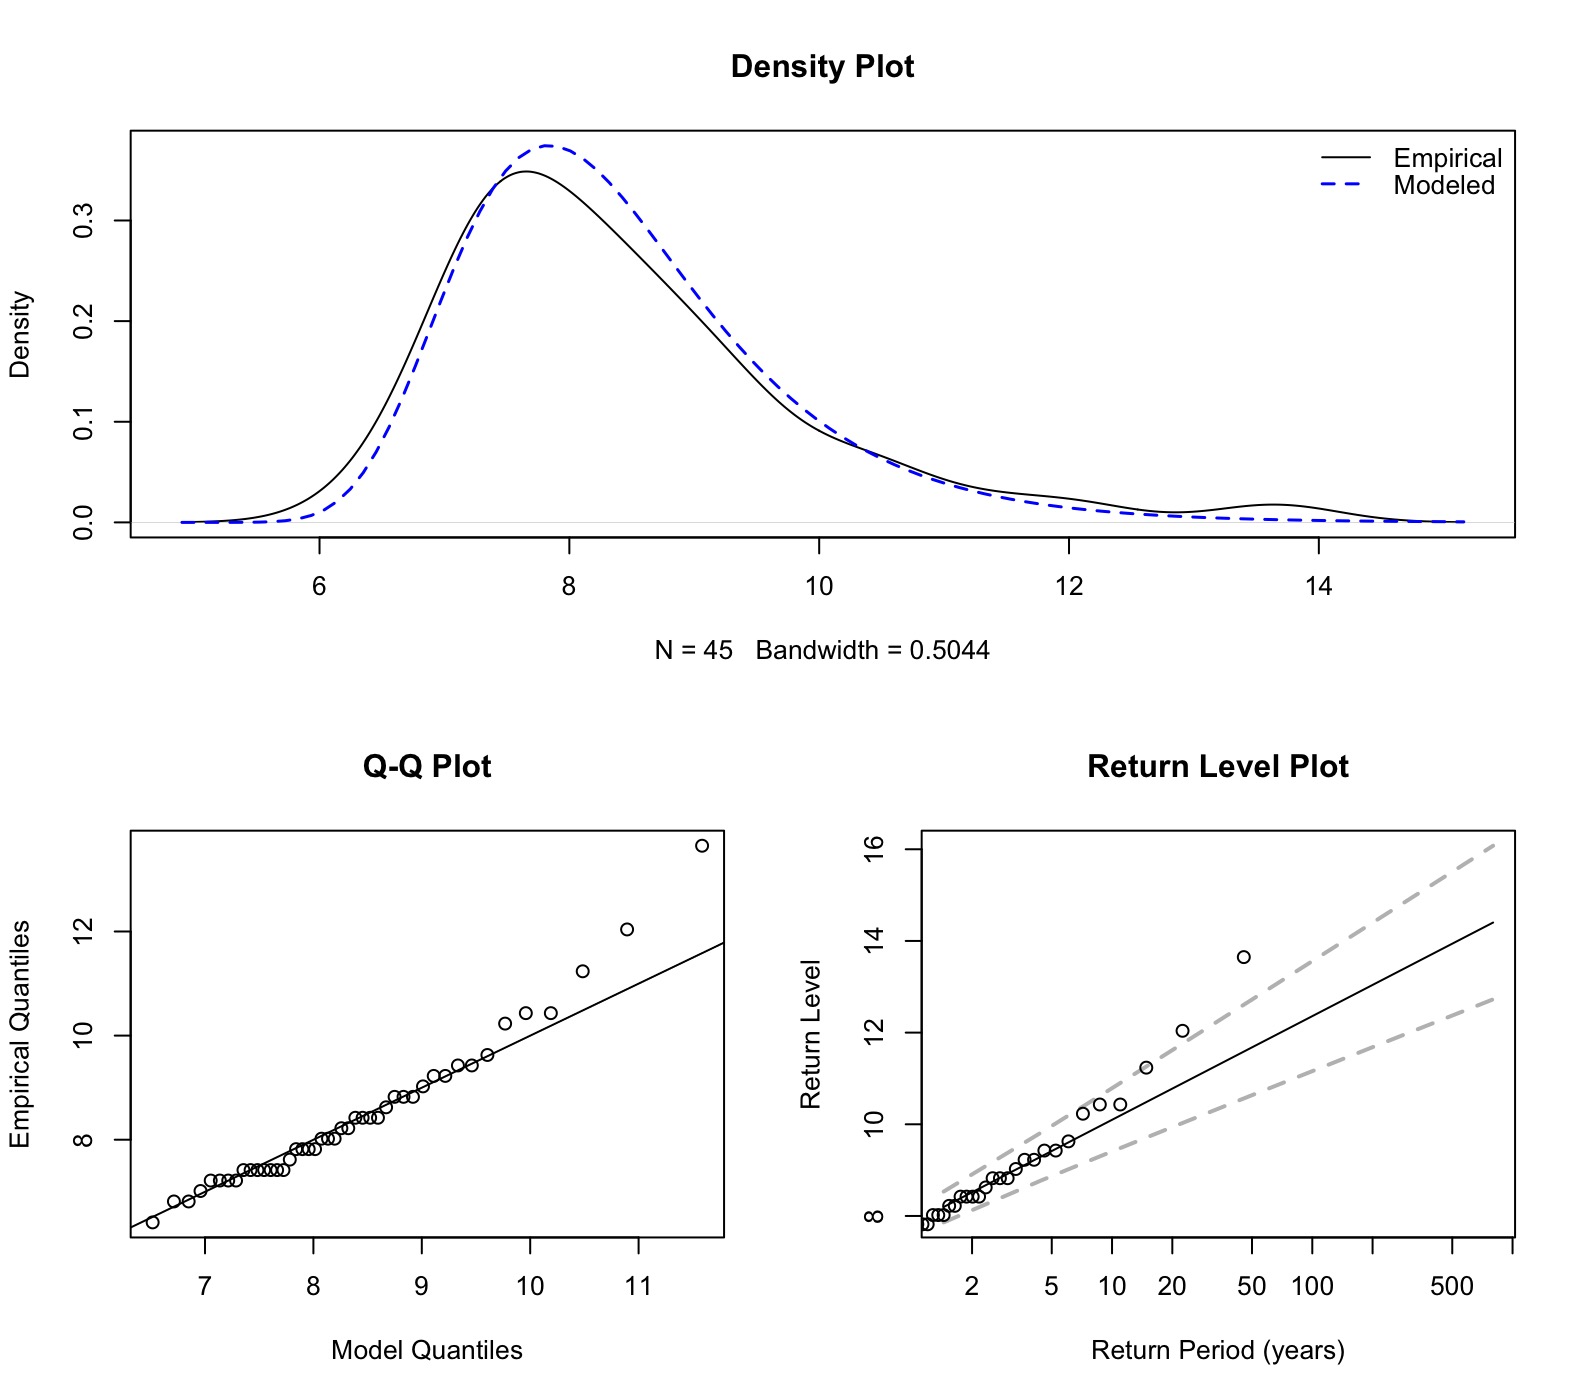 Density Plot
Empirical
Modeled
Density
0.0 0.1 0.2 0.3
6 8 10 12 14
N = 45 Bandwidth = 0.5044
Q-Q Plot
Empirical Quantiles
8 10 12
7 8 9 10 11
Model Quantiles
Return Level Plot
Return Level
8 10 12 14 16
2 5 10 20 50 100 500
Return Period (years)